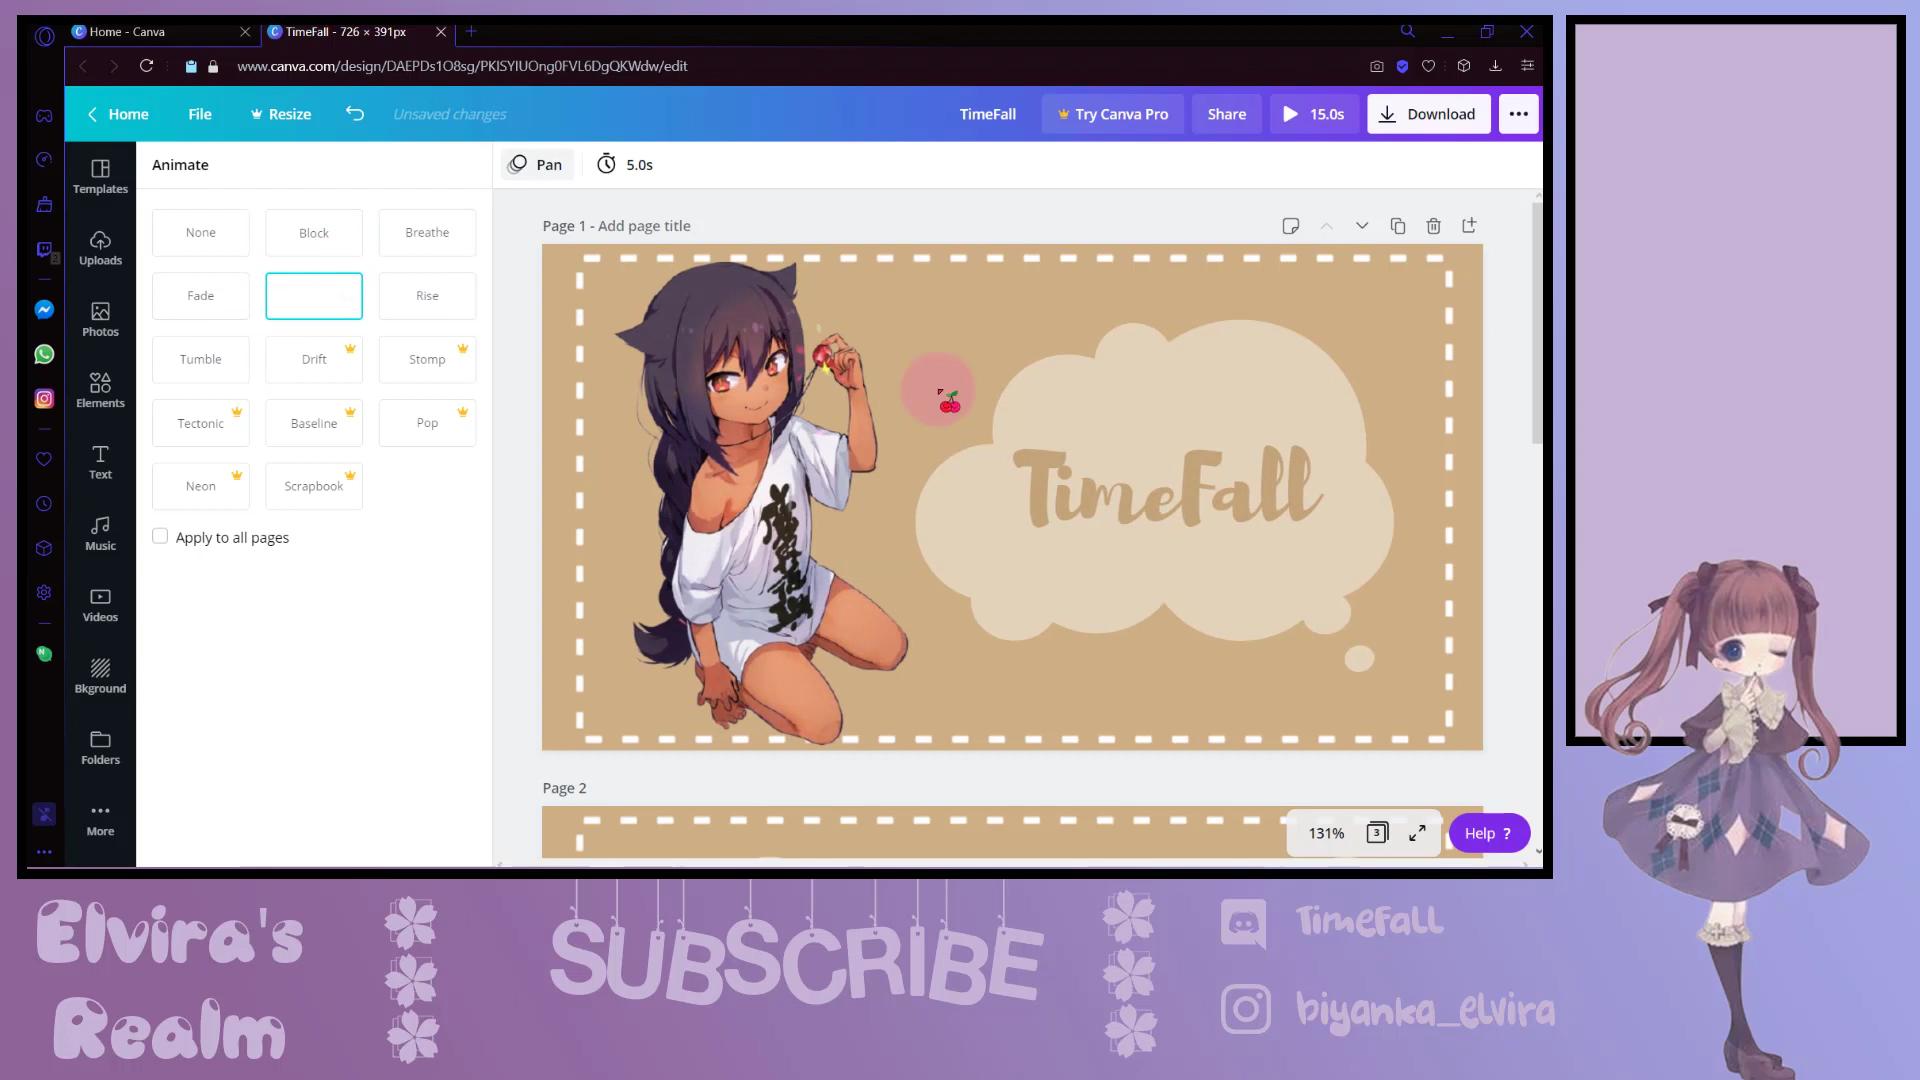 Home - Canva
TimeFall - 726 × 391px
www.canva.com/design/DAEPDs1O8sg/PKlSYlUOng0FVL6DgQKWdw/edit
Home
File
Resize
Unsaved changes
TimeFall
Try Canva Pro
Share
15.0s
Download
Templates
Uploads
Photos
Elements
Text
Music
Videos
Bkground
Folders
More
Animate
None
Block
Breathe
Fade
Rise
Tumble
Drift
Stomp
Tectonic
Baseline
Pop
Neon
Scrapbook
Apply to all pages
Pan
5.0s
Page 1 - Add page title
TimeFall
Page 2
131%
3
Help ?
Elvira's
Realm
SUBSCRIBE
TimeFall
biyanka_elvira